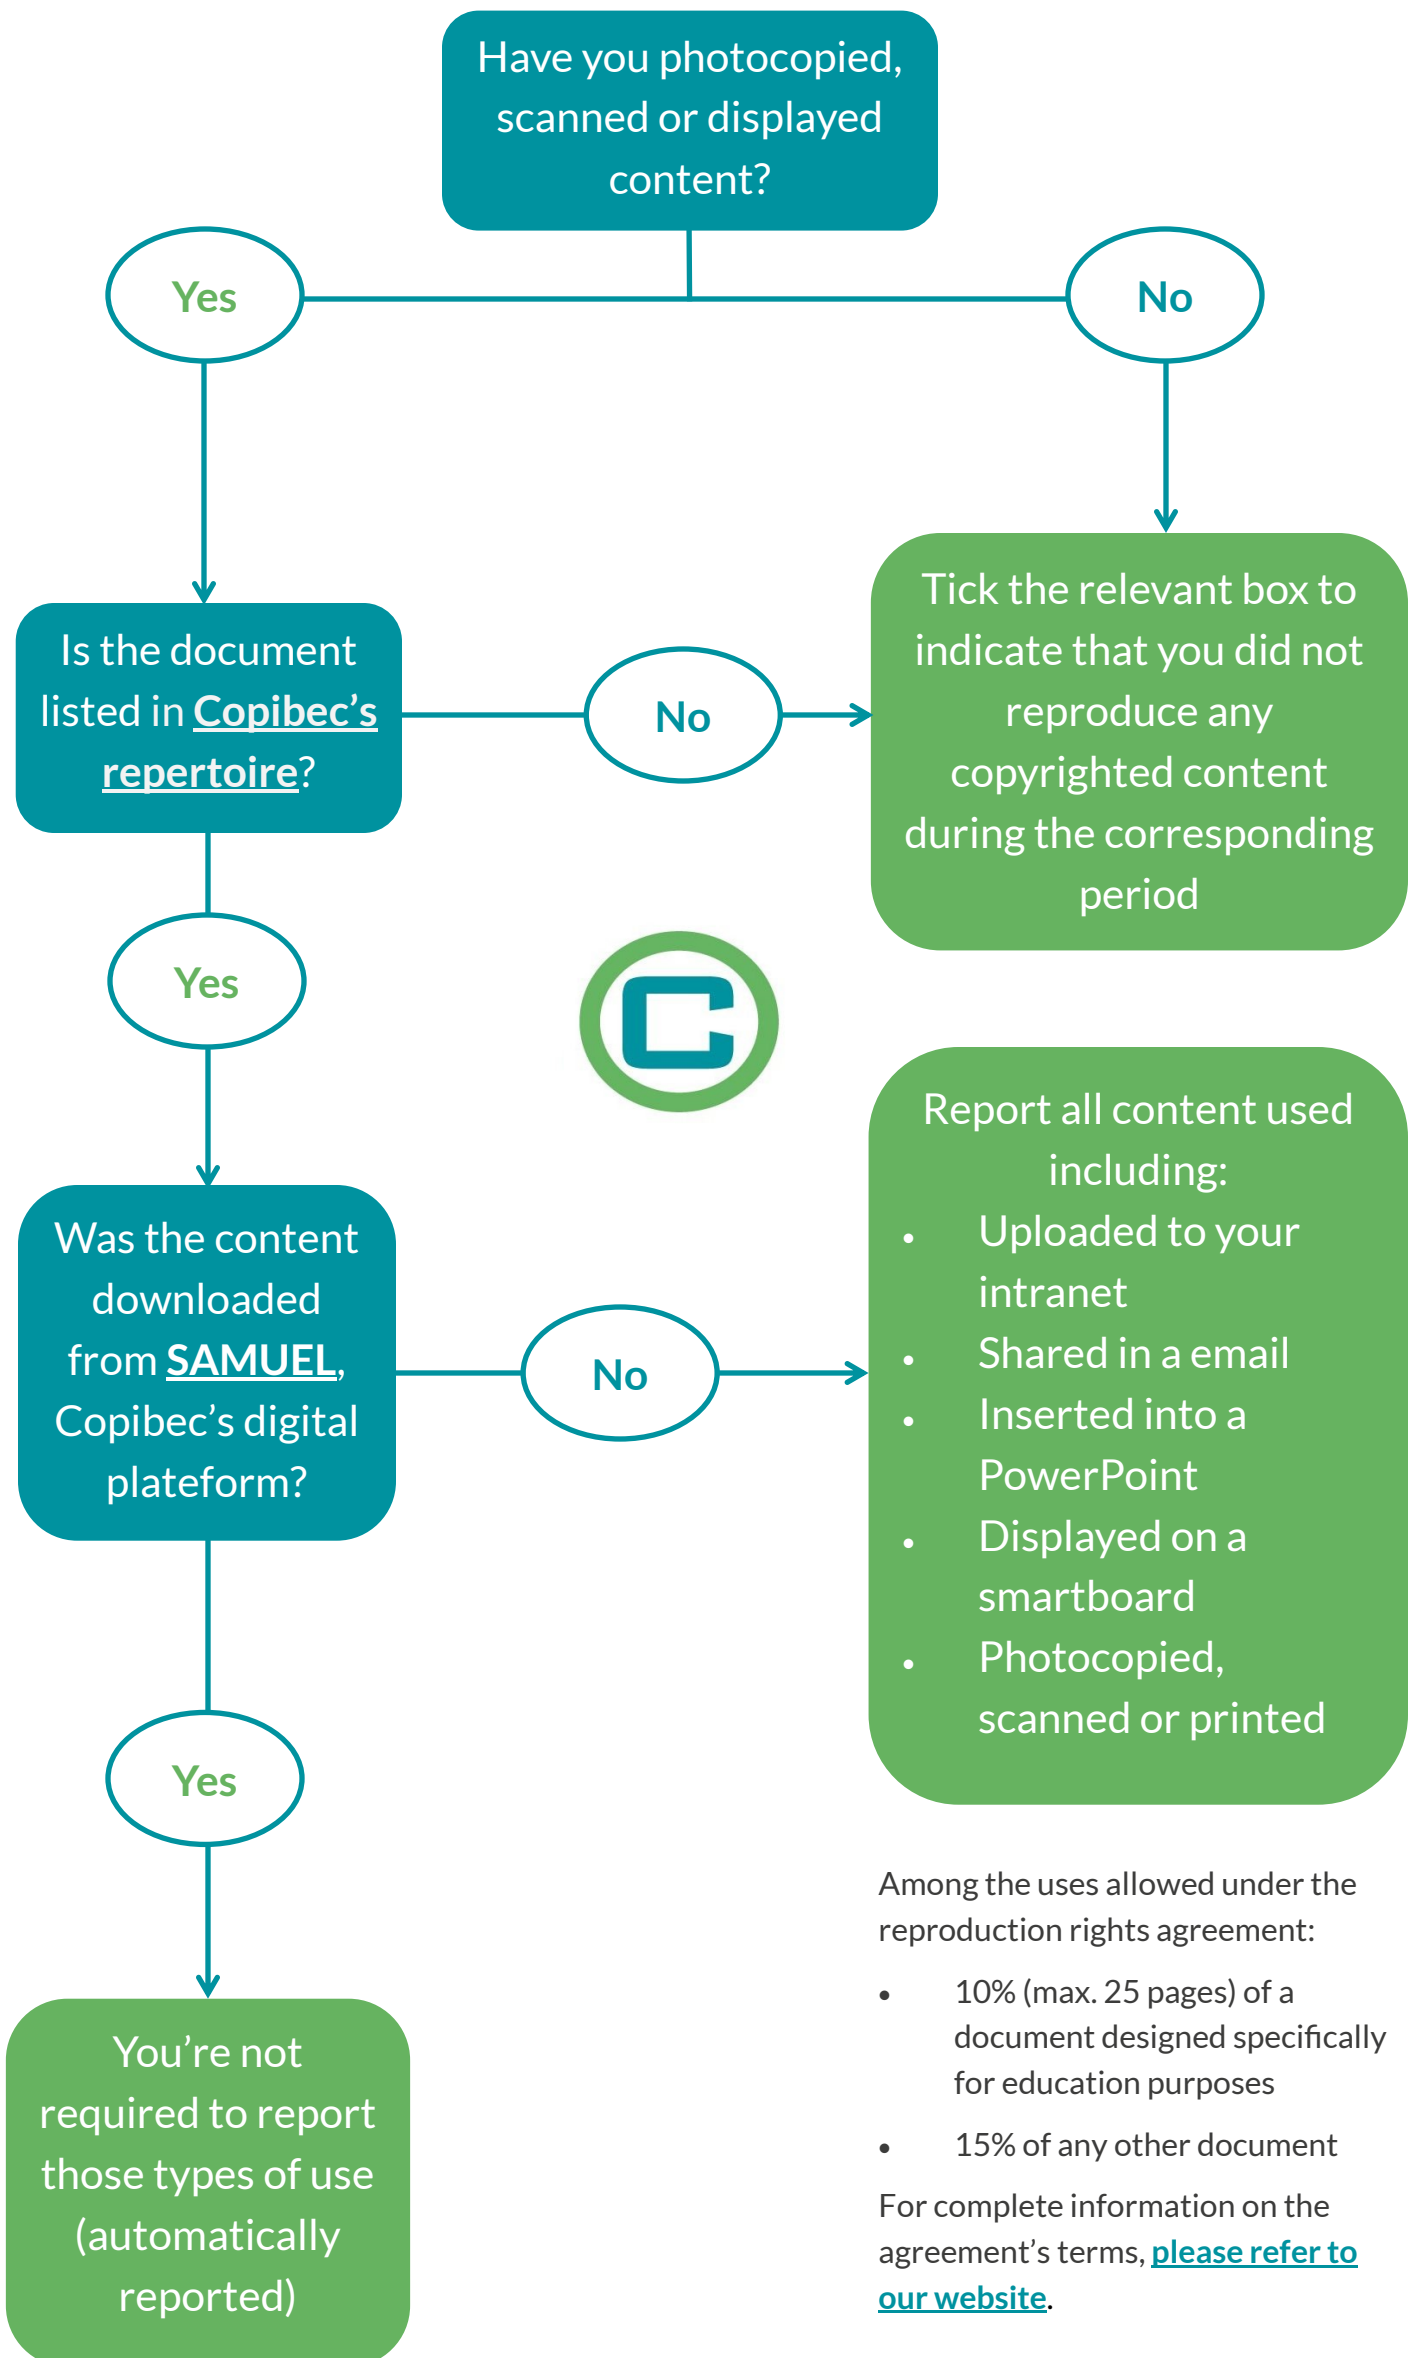 Have you photocopied,
scanned or displayed
content?
Yes
No
Is the document
listed in Copibec’s
repertoire?
No
Tick the relevant box to
indicate that you did not
reproduce any
copyrighted content
during the corresponding
period
Yes
C
Was the content
downloaded
from SAMUEL,
Copibec’s digital
plateform?
No
Report all content used
including:
• Uploaded to your
intranet
• Shared in a email
• Inserted into a
PowerPoint
• Displayed on a
smartboard
• Photocopied,
scanned or printed
Yes
You’re not
required to report
those types of use
(automatically
reported)
Among the uses allowed under the
reproduction rights agreement:
• 10% (max. 25 pages) of a
document designed specifically
for education purposes
• 15% of any other document
For complete information on the
agreement’s terms, please refer to
our website.